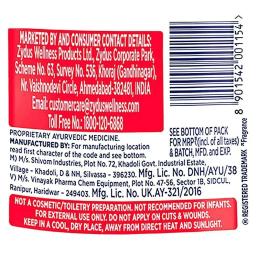 MARKETED BY AND CONSUMER CONTACT DETAILS:
Zydus Wellness Products Ltd., Zydus Corporate Park,
Scheme No. 63, Survey No. 536, Khoraj (Gandhinagar),
Nr. Vaishnodevi Circle, Ahmedabad-382481, INDIA
Email: customercare@zyduswellness.com
Toll Free No.: 1800-120-6868
8 901542 001154
PROPRIETARY AYURVEDIC MEDICINE.
MANUFACTURED BY: For manufacturing location
read first character of the code and see bottom.
M) M/s. Shivom Industries, Plot No. 72, Khadoli Govt. Industrial Estate,
Village - Khadoli, D & NH, Silvassa - 396230. Mfg. Lic. No. DNH/AYU/38
V) M/s. Vinayak Pharma Chem Equipment, Plot No. 47-56, Sector 1B, SIDCUL,
Ranipur, Haridwar - 249403. Mfg. Lic. No. UK.AY-321/2016
SEE BOTTOM OF PACK
FOR MRP₹(incl. of all taxes)
& BATCH, MFD. and EXP.
NOT A COSMETIC/TOILETRY PREPARATION. NOT FOR INFANTS.
FOR EXTERNAL USE ONLY. DO NOT APPLY ON CUTS & WOUNDS.
KEEP IN A COOL, DRY PLACE, AWAY FROM DIRECT HEAT AND SUNLIGHT.
® REGISTERED TRADEMARK *Fragrance